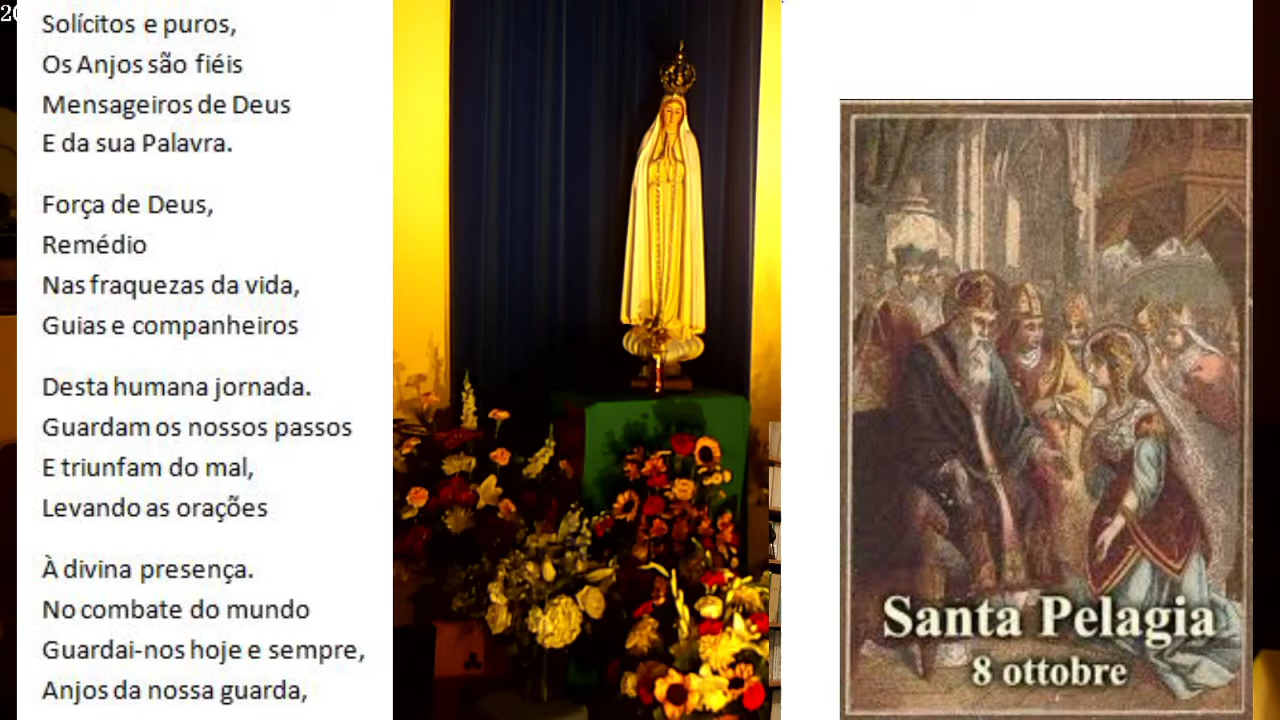 20
Solícitos e puros,
Os Anjos são fiéis
Mensageiros de Deus
E da sua Palavra.
Força de Deus,
Remédio
Nas fraquezas da vida,
Guias e companheiros
Desta humana jornada.
Guardam os nossos passos
E triunfam do mal,
Levando as orações
À divina presença.
No combate do mundo
Guardai-nos hoje e sempre,
Anjos da nossa guarda,
Santa Pelagia
8 ottobre